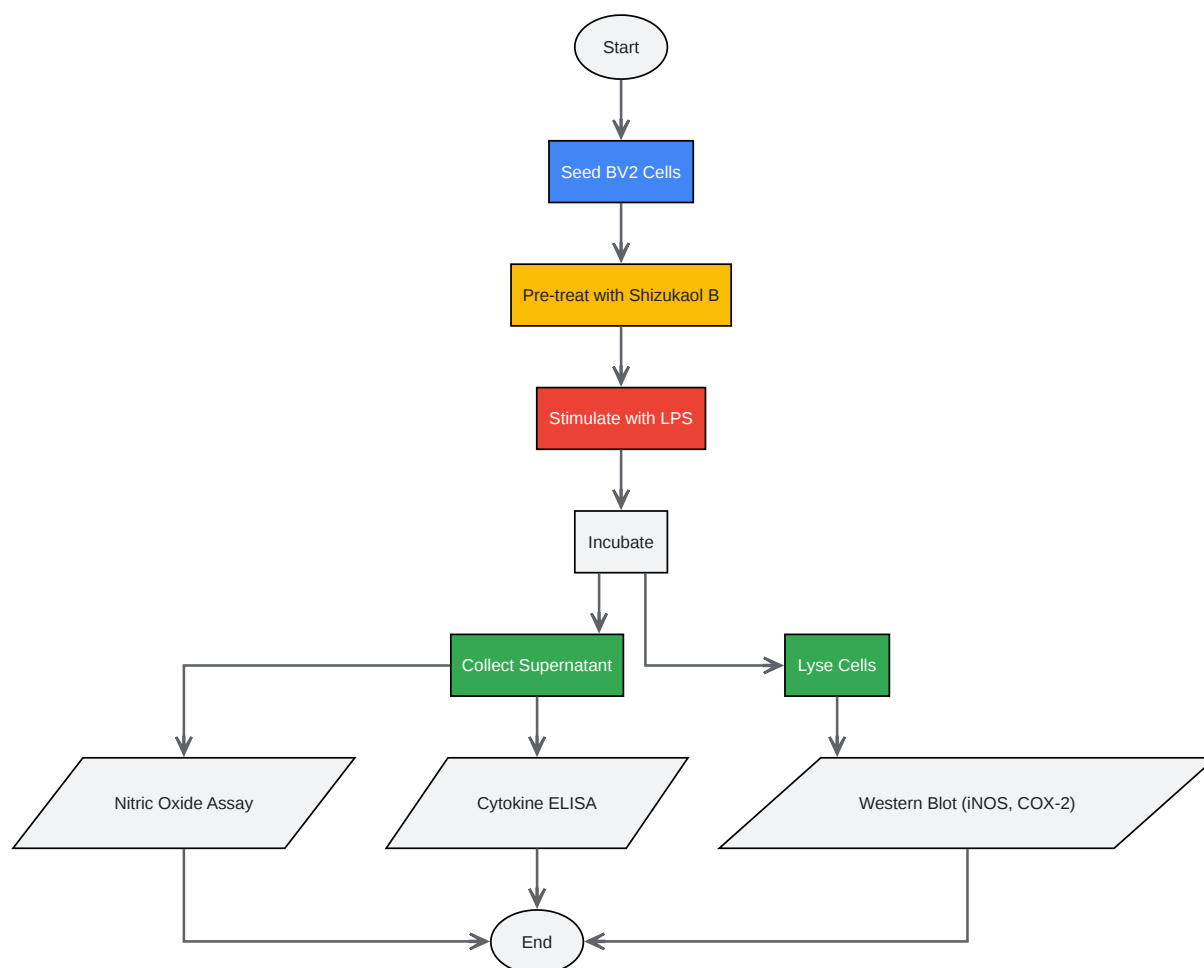 Start
Seed BV2 Cells
Pre-treat with Shizukaol B
Stimulate with LPS
Incubate
Collect Supernatant
Lyse Cells
Nitric Oxide Assay
Cytokine ELISA
Western Blot (iNOS, COX-2)
End